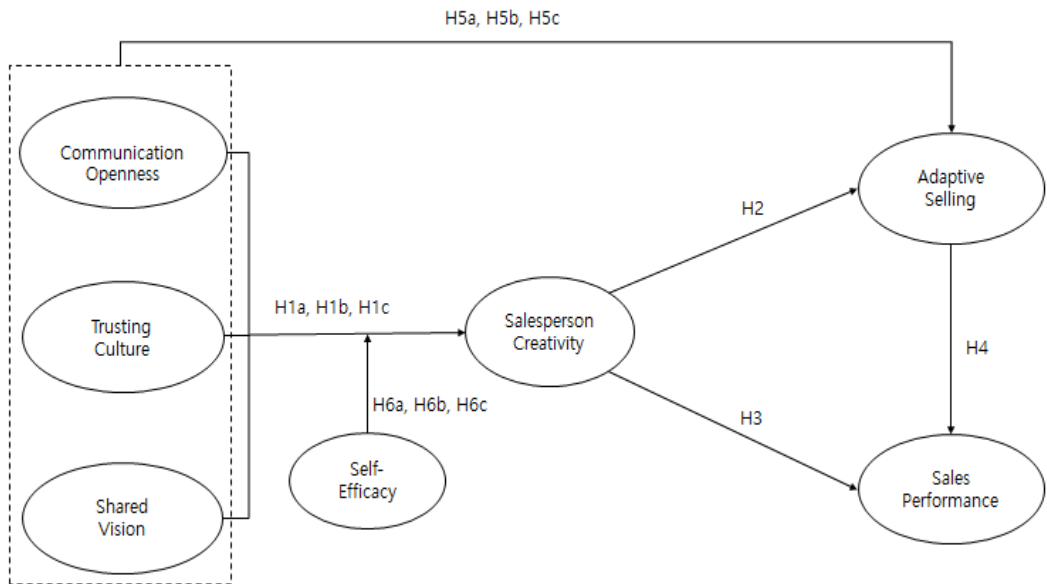 H5a, H5b, H5c
Communication
Openness
Adaptive
Selling
H2
H1a, H1b, H1c
Trusting
Culture
Salesperson
Creativity
H4
H6a, H6b, H6c
H3
Self-
Efficacy
Shared
Vision
Sales
Performance